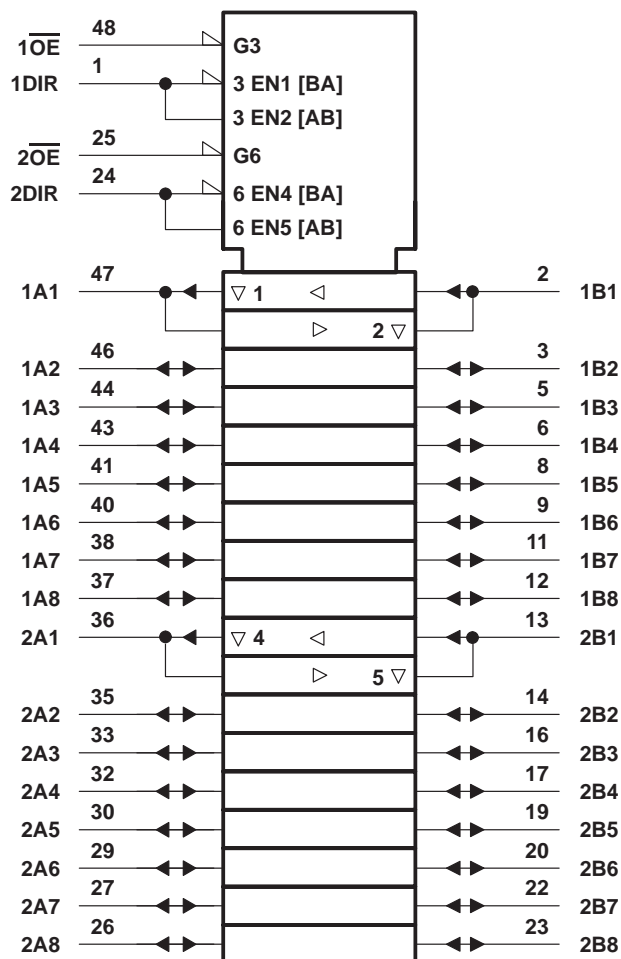 1O̅E̅ 48 G3
1DIR 1 3 EN1 [BA]
3 EN2 [AB]
2O̅E̅ 25 G6
2DIR 24 6 EN4 [BA]
6 EN5 [AB]
1A1 47 ▽ 1 ◁ 2 1B1
▷ 2 ▽
1A2 46 3 1B2
1A3 44 5 1B3
1A4 43 6 1B4
1A5 41 8 1B5
1A6 40 9 1B6
1A7 38 11 1B7
1A8 37 12 1B8
2A1 36 ▽ 4 ◁ 13 2B1
▷ 5 ▽
2A2 35 14 2B2
2A3 33 16 2B3
2A4 32 17 2B4
2A5 30 19 2B5
2A6 29 20 2B6
2A7 27 22 2B7
2A8 26 23 2B8